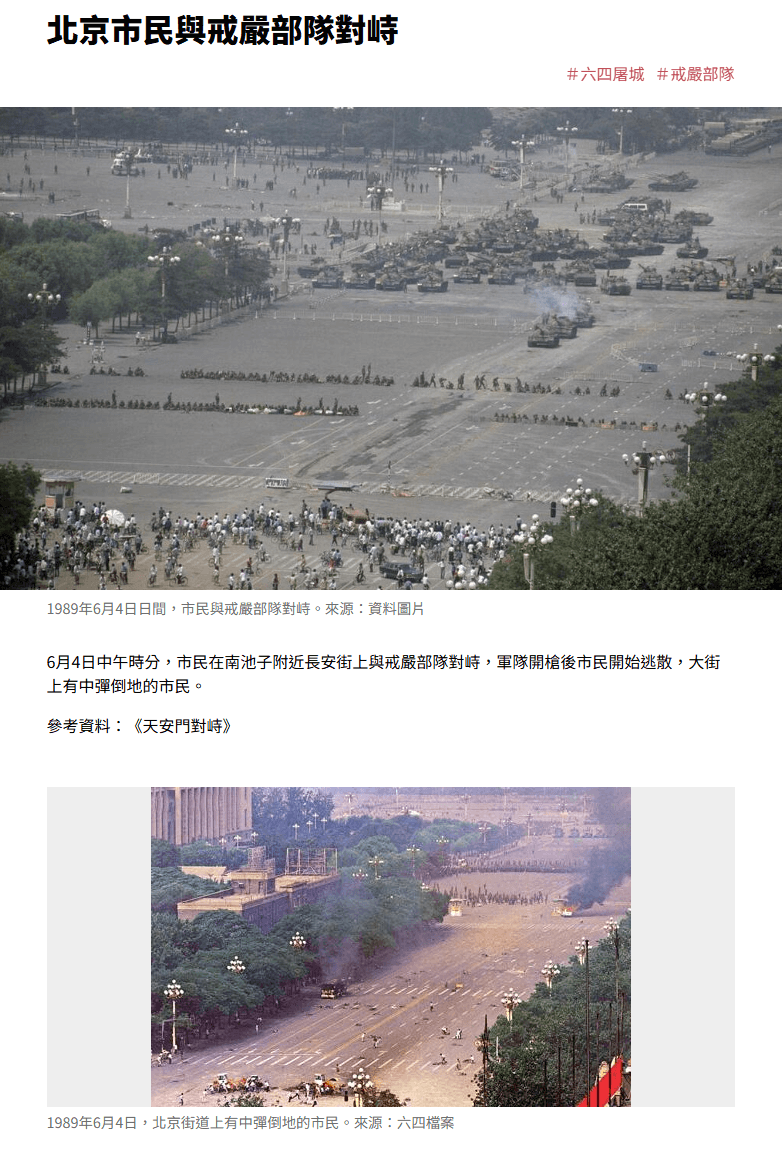 北京市民與戒嚴部隊對峙
＃六四屠城 ＃戒嚴部隊
1989年6月4日日間，市民與戒嚴部隊對峙。來源：資料圖片
6月4日中午時分，市民在南池子附近長安街上與戒嚴部隊對峙，軍隊開槍後市民開始逃散，大街
上有中彈倒地的市民。
參考資料：《天安門對峙》
1989年6月4日，北京街道上有中彈倒地的市民。來源：六四檔案